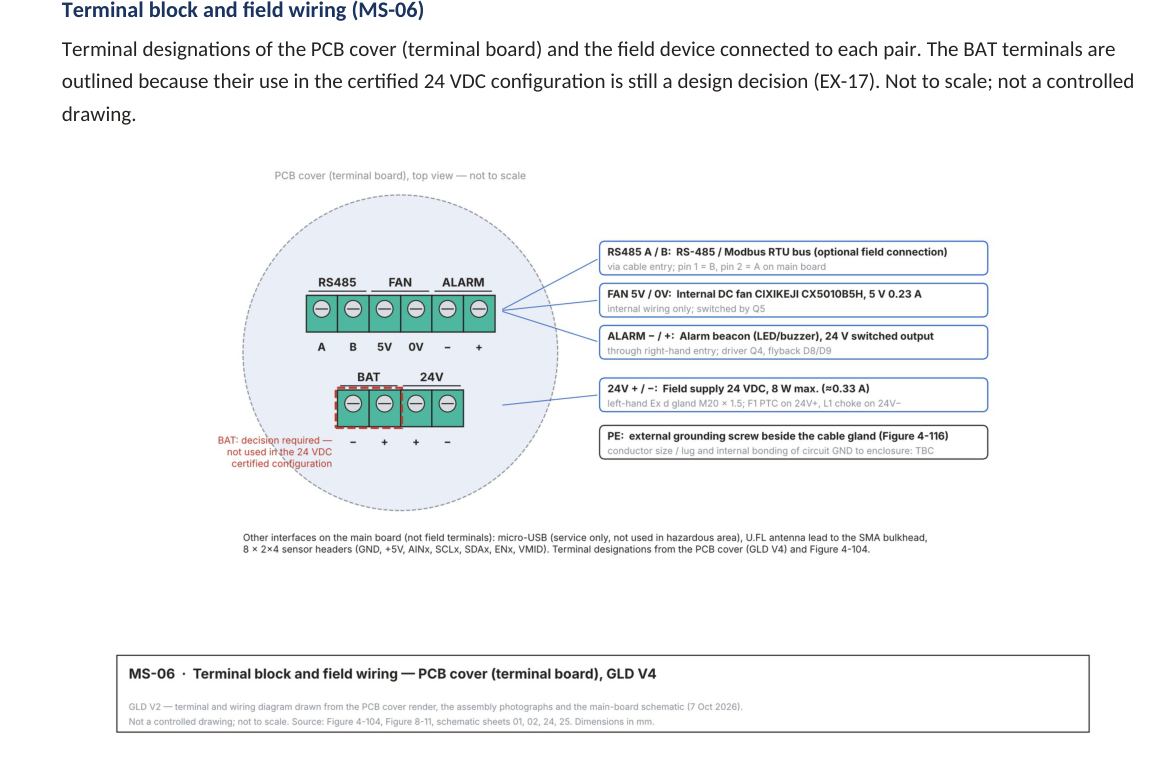 Terminal block and field wiring (MS-06)
Terminal designations of the PCB cover (terminal board) and the field device connected to each pair. The BAT terminals are
outlined because their use in the certified 24 VDC configuration is still a design decision (EX-17). Not to scale; not a controlled
drawing.
PCB cover (terminal board), top view — not to scale
RS485 FAN ALARM
A B 5V 0V − +
BAT 24V
− + + −
BAT: decision required —
not used in the 24 VDC
certified configuration
RS485 A / B: RS-485 / Modbus RTU bus (optional field connection)
via cable entry; pin 1 = B, pin 2 = A on main board
FAN 5V / 0V: Internal DC fan CIXIKEJI CX5010B5H, 5 V 0.23 A
internal wiring only; switched by Q5
ALARM − / +: Alarm beacon (LED/buzzer), 24 V switched output
through right-hand entry; driver Q4, flyback D8/D9
24V + / −: Field supply 24 VDC, 8 W max. (≈0.33 A)
left-hand Ex d gland M20 × 1.5; F1 PTC on 24V+, L1 choke on 24V−
PE: external grounding screw beside the cable gland (Figure 4-116)
conductor size / lug and internal bonding of circuit GND to enclosure: TBC
Other interfaces on the main board (not field terminals): micro-USB (service only, not used in hazardous area), U.FL antenna lead to the SMA bulkhead,
8 × 2×4 sensor headers (GND, +5V, AINx, SCLx, SDAx, ENx, VMID). Terminal designations from the PCB cover (GLD V4) and Figure 4-104.
MS-06 · Terminal block and field wiring — PCB cover (terminal board), GLD V4
GLD V2 — terminal and wiring diagram drawn from the PCB cover render, the assembly photographs and the main-board schematic (7 Oct 2026).
Not a controlled drawing; not to scale. Source: Figure 4-104, Figure 8-11, schematic sheets 01, 02, 24, 25. Dimensions in mm.